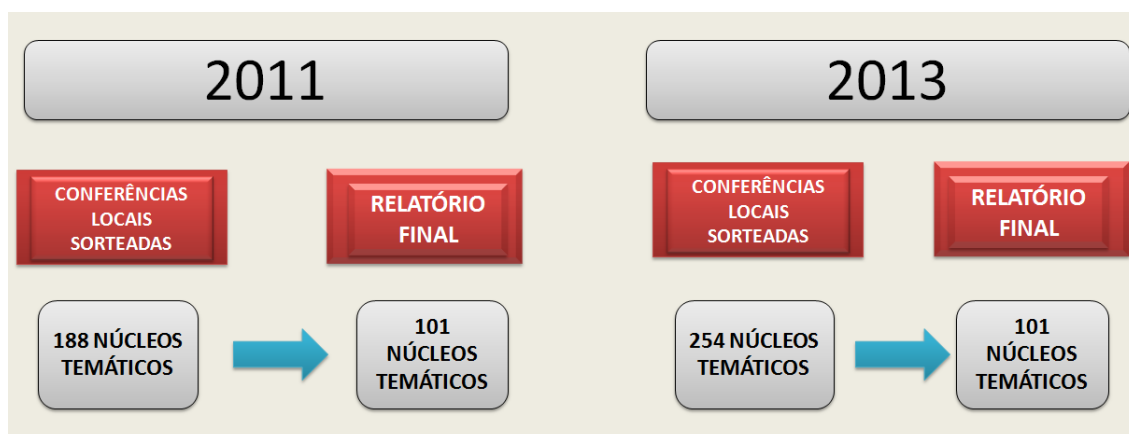 2011
2013
CONFERÊNCIAS
LOCAIS
SORTEADAS
RELATÓRIO
FINAL
CONFERÊNCIAS
LOCAIS
SORTEADAS
RELATÓRIO
FINAL
188 NÚCLEOS
TEMÁTICOS
101
NÚCLEOS
TEMÁTICOS
254 NÚCLEOS
TEMÁTICOS
101
NÚCLEOS
TEMÁTICOS